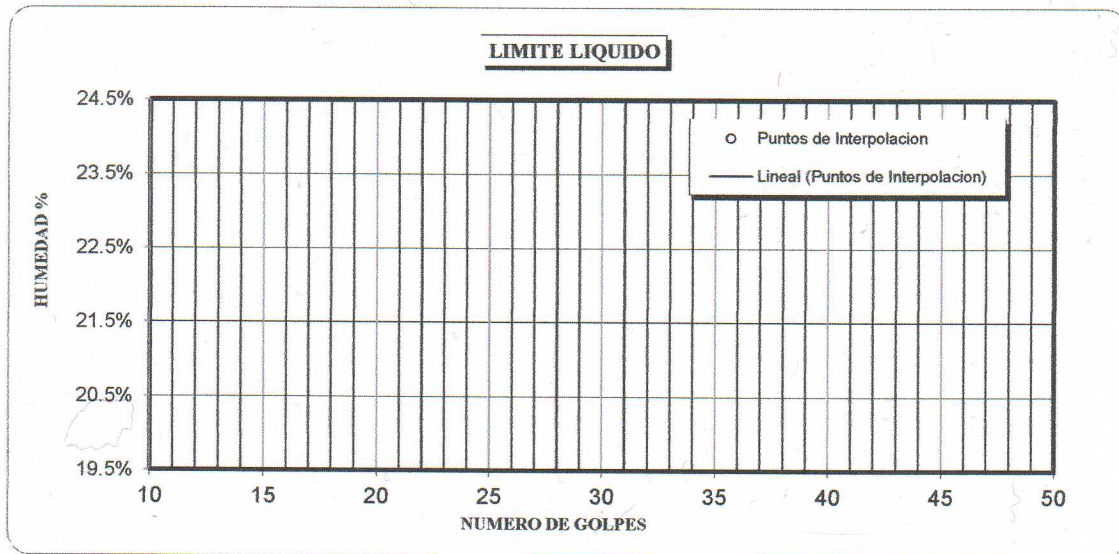 LIMITE LIQUIDO
24.5%
23.5%
22.5%
21.5%
20.5%
19.5%
HUMEDAD %
Puntos de Interpolacion
Lineal (Puntos de Interpolacion)
10 15 20 25 30 35 40 45 50
NUMERO DE GOLPES